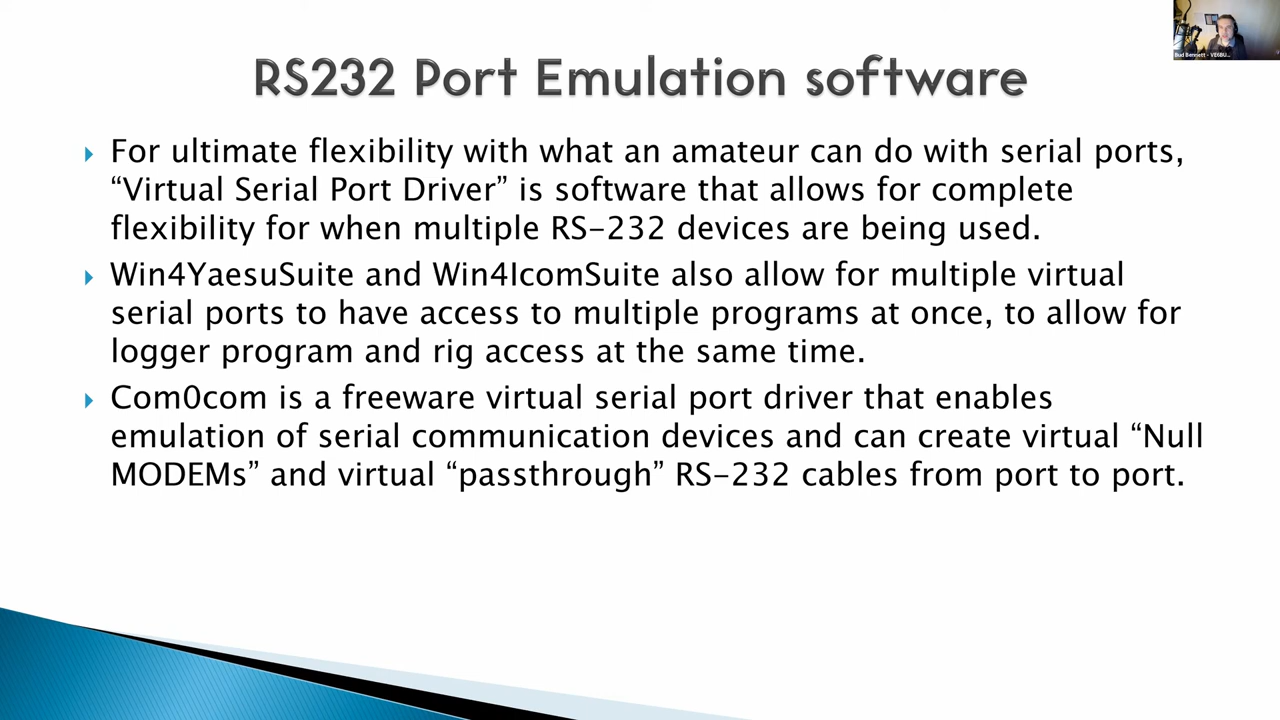 RS232 Port Emulation software
For ultimate flexibility with what an amateur can do with serial ports,
“Virtual Serial Port Driver” is software that allows for complete
flexibility for when multiple RS-232 devices are being used.
Win4YaesuSuite and Win4IcomSuite also allow for multiple virtual
serial ports to have access to multiple programs at once, to allow for
logger program and rig access at the same time.
Com0com is a freeware virtual serial port driver that enables
emulation of serial communication devices and can create virtual “Null
MODEMs” and virtual “passthrough” RS-232 cables from port to port.